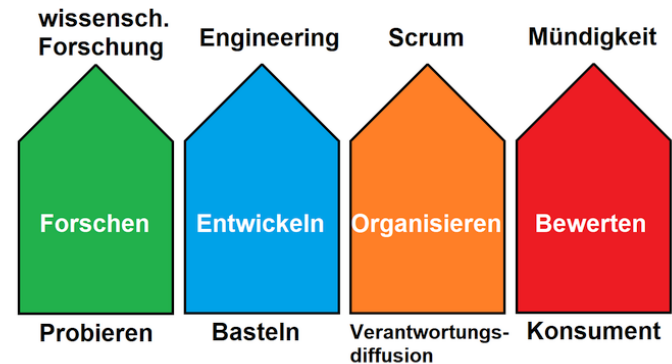 wissensch.
Forschung
Engineering
Scrum
Mündigkeit
Forschen
Entwickeln
Organisieren
Bewerten
Probieren
Basteln
Verantwortungs-
diffusion
Konsument